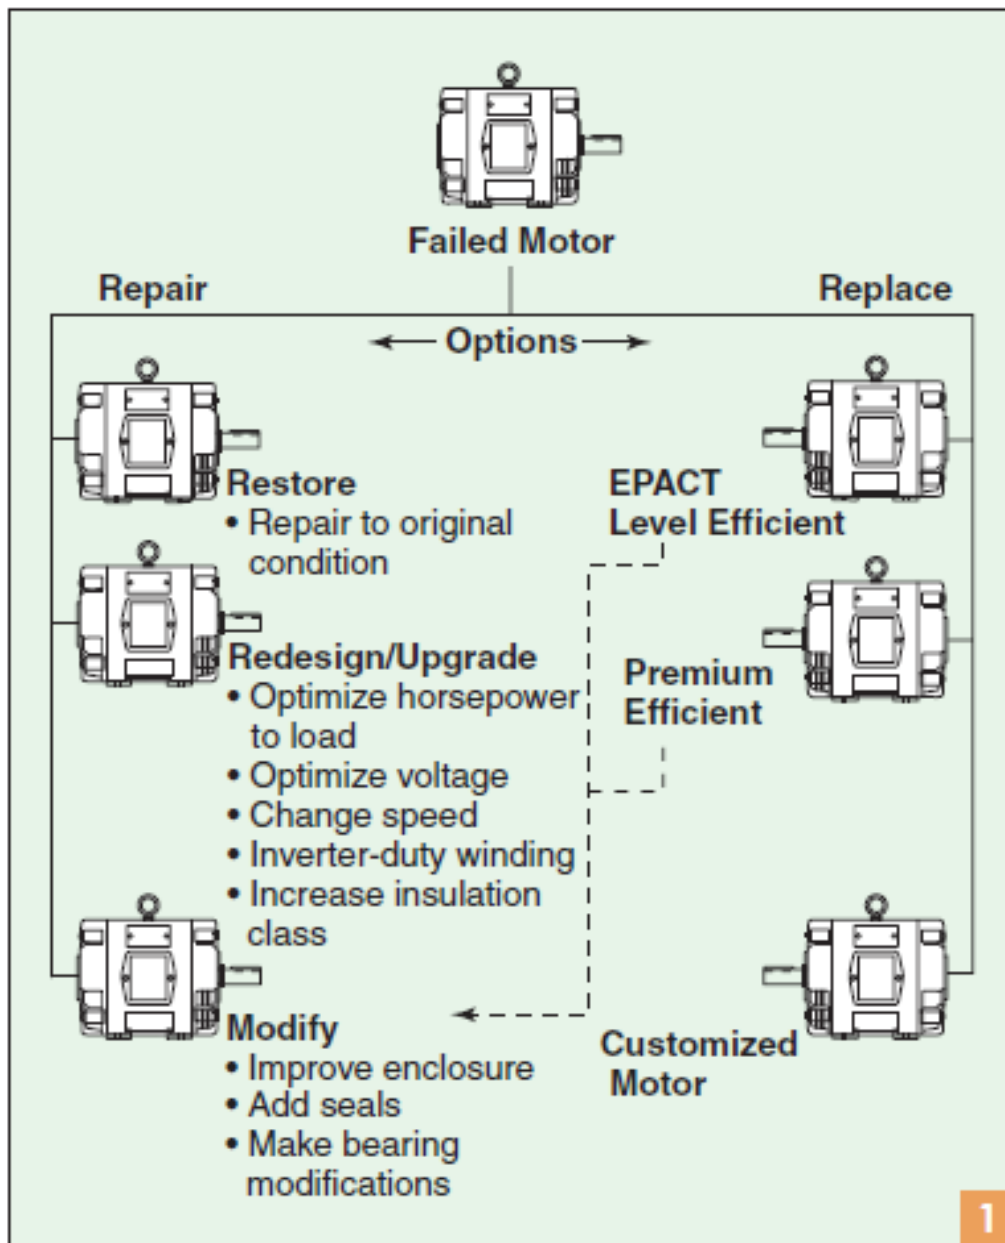 Failed Motor
Repair
Replace
Options
Restore
• Repair to original
condition
EPACT
Level Efficient
Redesign/Upgrade
• Optimize horsepower
to load
• Optimize voltage
• Change speed
• Inverter-duty winding
• Increase insulation
class
Premium
Efficient
Modify
• Improve enclosure
• Add seals
• Make bearing
modifications
Customized
Motor
1